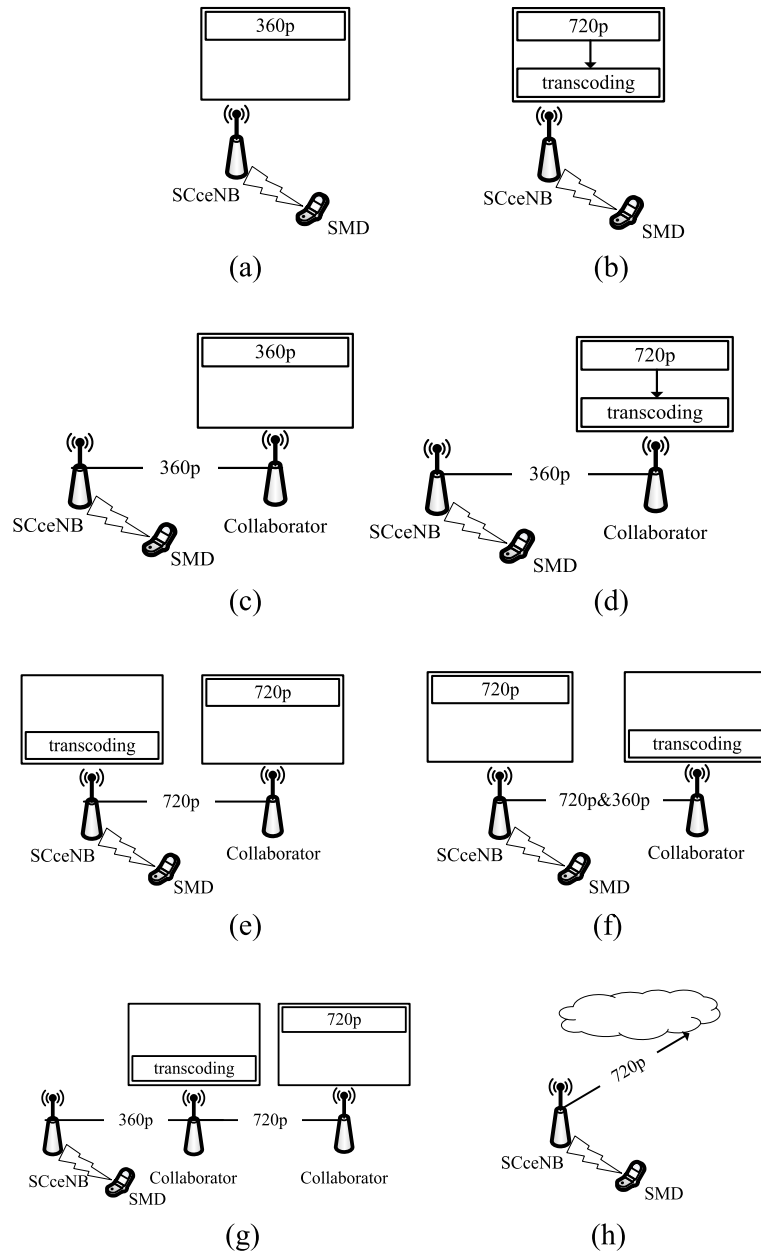 360p
SCceNB
SMD
(a)
720p
transcoding
SCceNB
SMD
(b)
360p
360p
SCceNB
Collaborator
SMD
(c)
720p
transcoding
360p
SCceNB
Collaborator
SMD
(d)
720p
transcoding
720p
SCceNB
Collaborator
SMD
(e)
720p
transcoding
720p&360p
SCceNB
Collaborator
SMD
(f)
720p
transcoding
360p
720p
SCceNB
Collaborator
Collaborator
SMD
(g)
720p
SCceNB
SMD
(h)